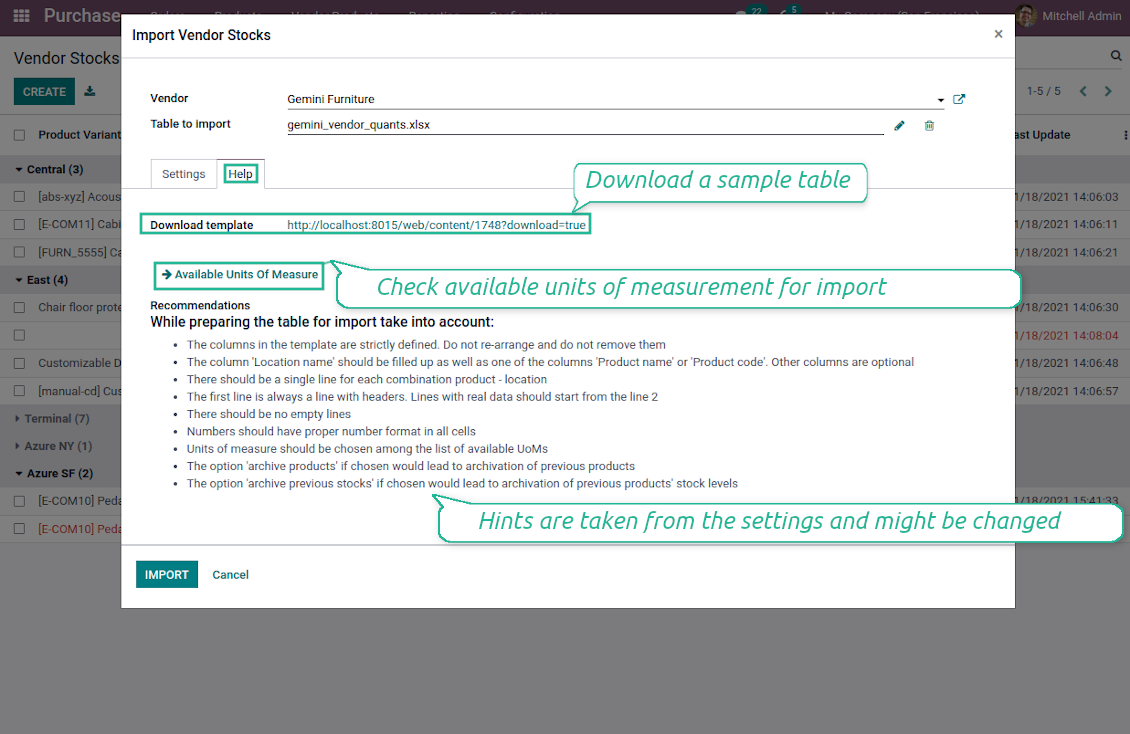 Purchase
22
5
Mitchell Admin
Import Vendor Stocks
×
Vendor Stocks
CREATE
1-5 / 5
Vendor
Gemini Furniture
Table to import
gemini_vendor_quants.xlsx
Product Variant
ast Update
Settings
Help
Download a sample table
Central (3)
[abs-xyz] Acous
1/18/2021 14:06:03
[E-COM11] Cabi
1/18/2021 14:06:11
[FURN_5555] Ca
1/18/2021 14:06:21
East (4)
Chair floor prote
1/18/2021 14:06:30
1/18/2021 14:08:04
Customizable D
1/18/2021 14:06:48
[manual-cd] Cus
1/18/2021 14:06:57
Terminal (7)
Azure NY (1)
Azure SF (2)
[E-COM10] Peda
1/18/2021 15:41:33
[E-COM10] Peda
Download template
http://localhost:8015/web/content/1748?download=true
Available Units Of Measure
Check available units of measurement for import
Recommendations
While preparing the table for import take into account:
The columns in the template are strictly defined. Do not re-arrange and do not remove them
The column 'Location name' should be filled up as well as one of the columns 'Product name' or 'Product code'. Other columns are optional
There should be a single line for each combination product - location
The first line is always a line with headers. Lines with real data should start from the line 2
There should be no empty lines
Numbers should have proper number format in all cells
Units of measure should be chosen among the list of available UoMs
The option 'archive products' if chosen would lead to archivation of previous products
The option 'archive previous stocks' if chosen would lead to archivation of previous products' stock levels
Hints are taken from the settings and might be changed
IMPORT
Cancel